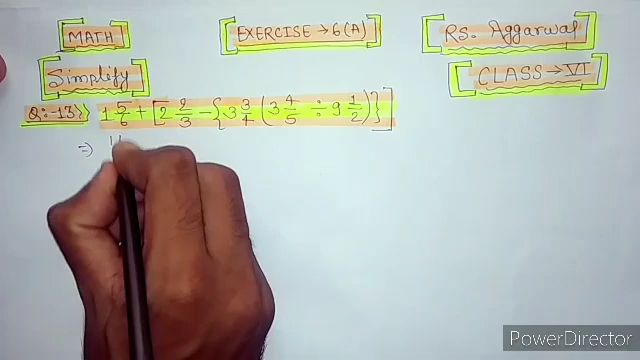 MATH EXERCISE → 6(A) RS. Aggarwal
Simplify CLASS → VI
Q:-13> 1 5/6 + [2 2/3 - {3 3/4 (3 4/5 ÷ 9 1/2)}]
⇒ 11
PowerDirector